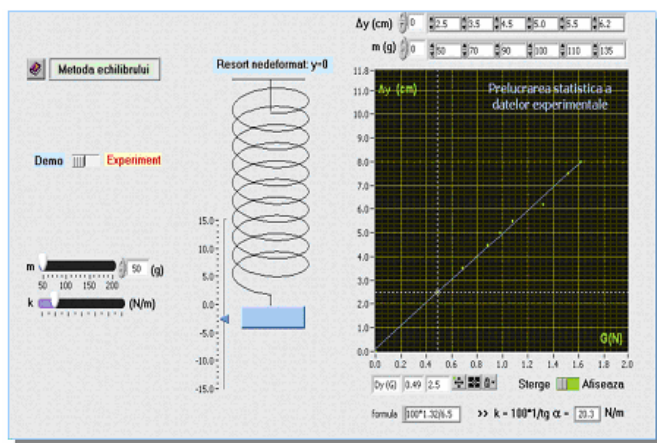 Δy (cm) 0 2.5 3.5 4.5 5.0 5.5 6.2
m (g) 0 50 70 90 100 110 135
Metoda echilibrului
Resort nedeformat: y=0
Demo Experiment
m 50 (g)
50 100 150 200
k (N/m)
15.0
10.0
5.0
0.0
-5.0
-10.0
-15.0
11.8
11.0
10.0
9.0
8.0
7.0
6.0
5.0
4.0
3.0
2.0
1.0
0.0
Δy (cm)
Prelucrarea statistica a
datelor experimentale
G(N)
0.0 0.2 0.4 0.6 0.8 1.0 1.2 1.4 1.6 1.8 2.0
Dy (G) 0.49 2.5
Sterge Afiseaza
formula 100*1.32/6.5 >> k = 100*1/tg α = 20.3 N/m